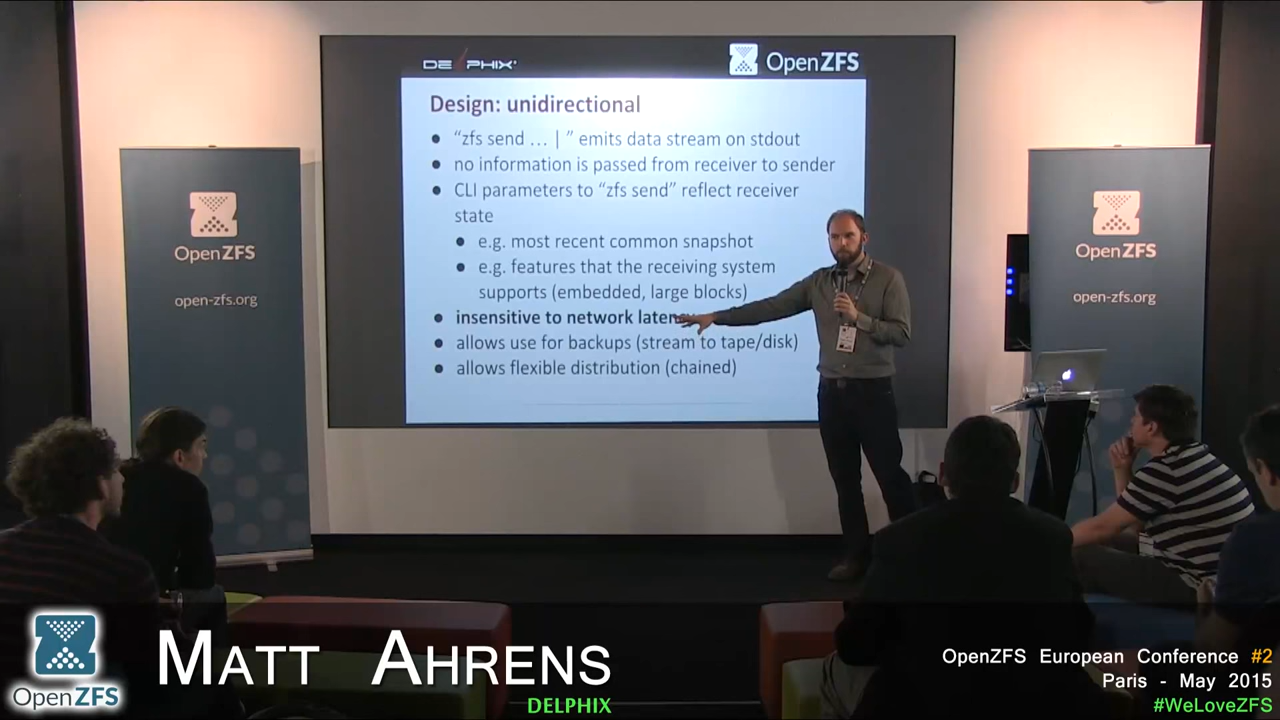 DELPHIX
OpenZFS
Design: unidirectional
● “zfs send … | ” emits data stream on stdout
● no information is passed from receiver to sender
● CLI parameters to “zfs send” reflect receiver
state
● e.g. most recent common snapshot
● e.g. features that the receiving system
supports (embedded, large blocks)
● insensitive to network
● allows use for backups (stream to tape/disk)
● allows flexible distribution (chained)
OpenZFS
open-zfs.org
OpenZFS
open-zfs.org
OpenZFS
MATT AHRENS
DELPHIX
OpenZFS European Conference #2
Paris - May 2015
#WeLoveZFS